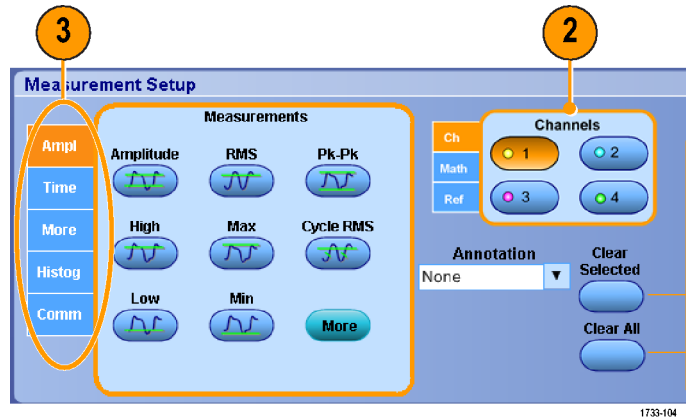 3
2
Measurement Setup
Ampl
Time
More
Histog
Comm
Measurements
Amplitude
RMS
Pk-Pk
High
Max
Cycle RMS
Low
Min
More
Ch
Math
Ref
Channels
1
2
3
4
Annotation
None
Clear
Selected
Clear All
1733-104